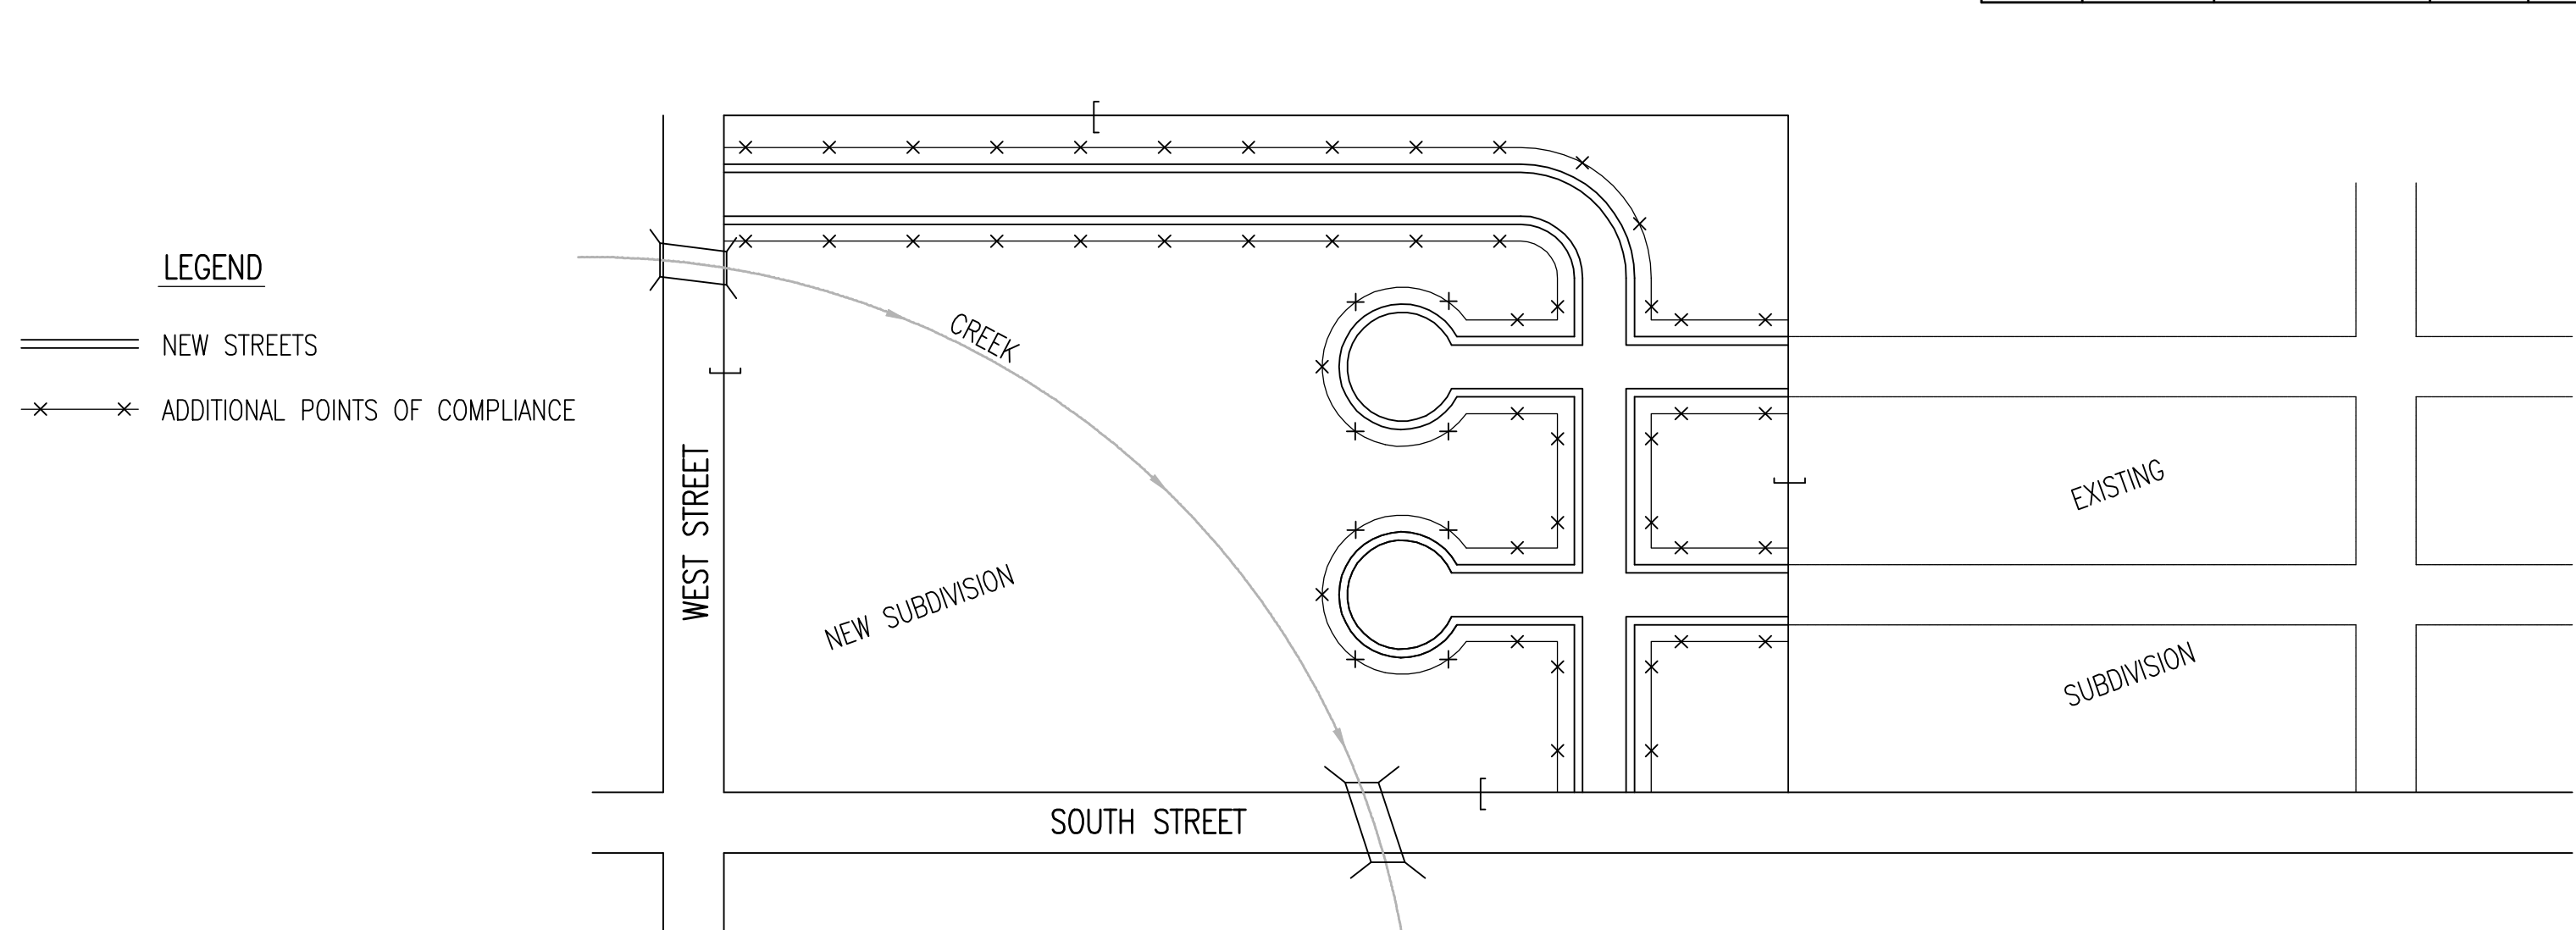 LEGEND
NEW STREETS
ADDITIONAL POINTS OF COMPLIANCE
CREEK
WEST STREET
NEW SUBDIVISION
SOUTH STREET
EXISTING
SUBDIVISION